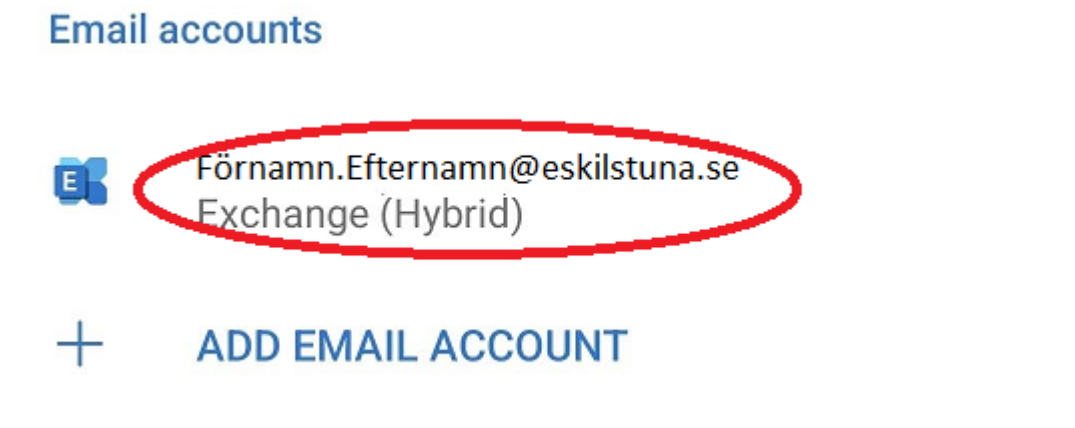 Email accounts
E
Förnamn.Efternamn@eskilstuna.se
Exchange (Hybrid)
ADD EMAIL ACCOUNT